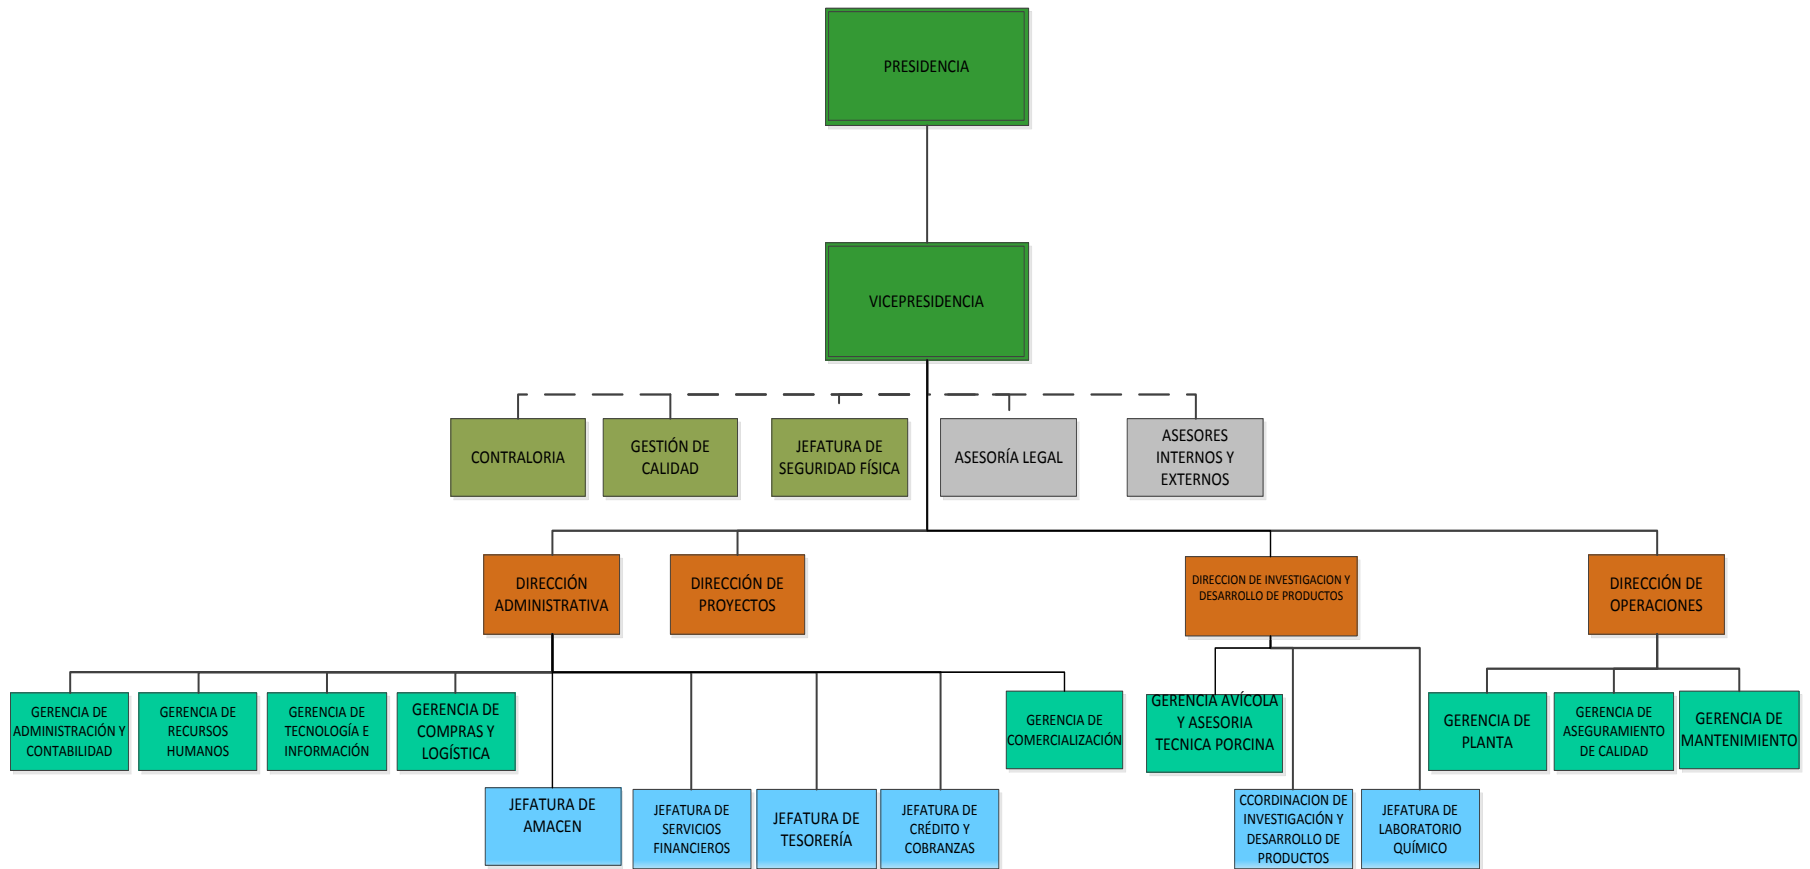 PRESIDENCIA
VICEPRESIDENCIA
CONTRALORIA
GESTIÓN DE
CALIDAD
JEFATURA DE
SEGURIDAD FÍSICA
ASESORÍA LEGAL
ASESORES
INTERNOS Y
EXTERNOS
DIRECCIÓN
ADMINISTRATIVA
DIRECCIÓN DE
PROYECTOS
DIRECCION DE INVESTIGACION Y
DESARROLLO DE PRODUCTOS
DIRECCIÓN DE
OPERACIONES
GERENCIA DE
ADMINISTRACIÓN Y
CONTABILIDAD
GERENCIA DE
RECURSOS
HUMANOS
GERENCIA DE
TECNOLOGÍA E
INFORMACIÓN
GERENCIA DE
COMPRAS Y
LOGÍSTICA
GERENCIA DE
COMERCIALIZACIÓN
GERENCIA AVÍCOLA
Y ASESORIA
TECNICA PORCINA
GERENCIA DE
PLANTA
GERENCIA DE
ASEGURAMIENTO
DE CALIDAD
GERENCIA DE
MANTENIMIENTO
JEFATURA DE
AMACEN
JEFATURA DE
SERVICIOS
FINANCIEROS
JEFATURA DE
TESORERÍA
JEFATURA DE
CRÉDITO Y
COBRANZAS
CCORDINACION DE
INVESTIGACIÓN Y
DESARROLLO DE
PRODUCTOS
JEFATURA DE
LABORATORIO
QUÍMICO